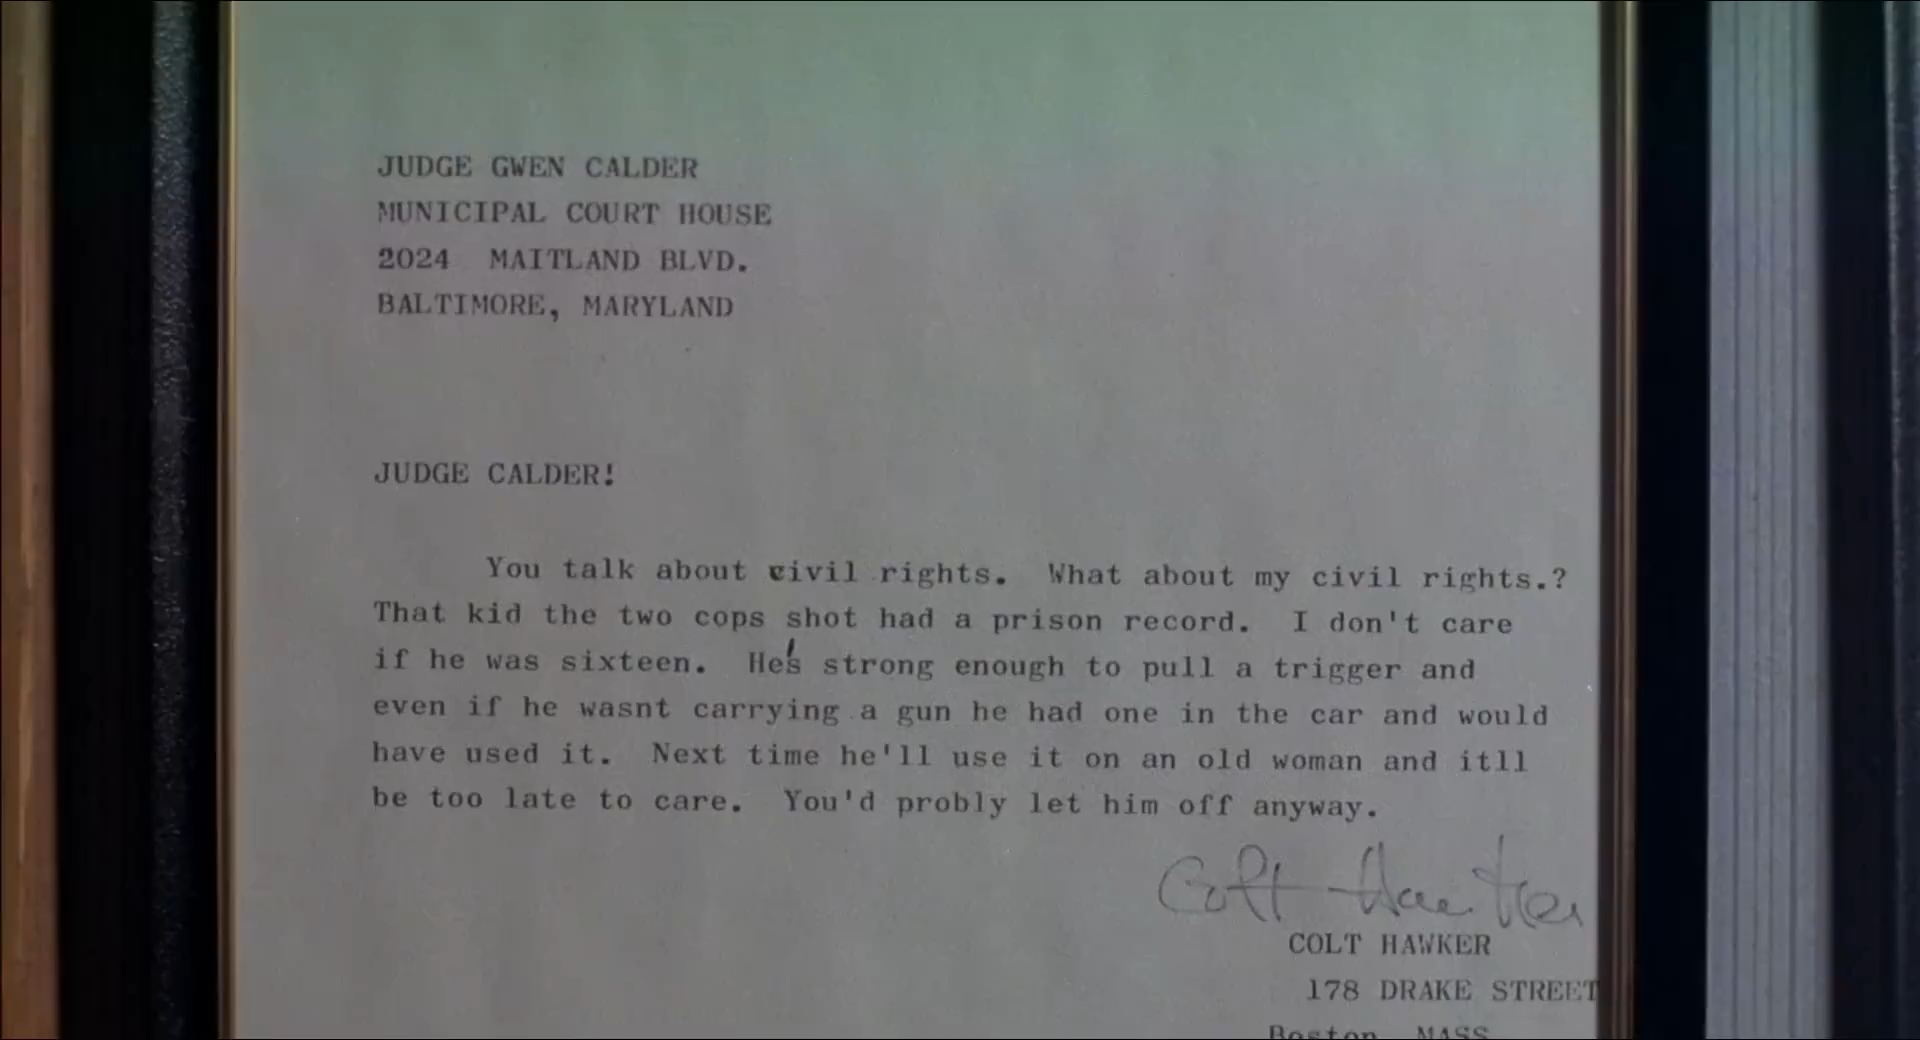 JUDGE GWEN CALDER
MUNICIPAL COURT HOUSE
2024 MAITLAND BLVD.
BALTIMORE, MARYLAND
JUDGE CALDER!
You talk about civil rights. What about my civil rights.?
That kid the two cops shot had a prison record. I don't care
if he was sixteen. He's strong enough to pull a trigger and
even if he wasnt carrying a gun he had one in the car and would
have used it. Next time he'll use it on an old woman and itll
be too late to care. You'd probly let him off anyway.
Colt Hawker
COLT HAWKER
178 DRAKE STREET
Boston MASS